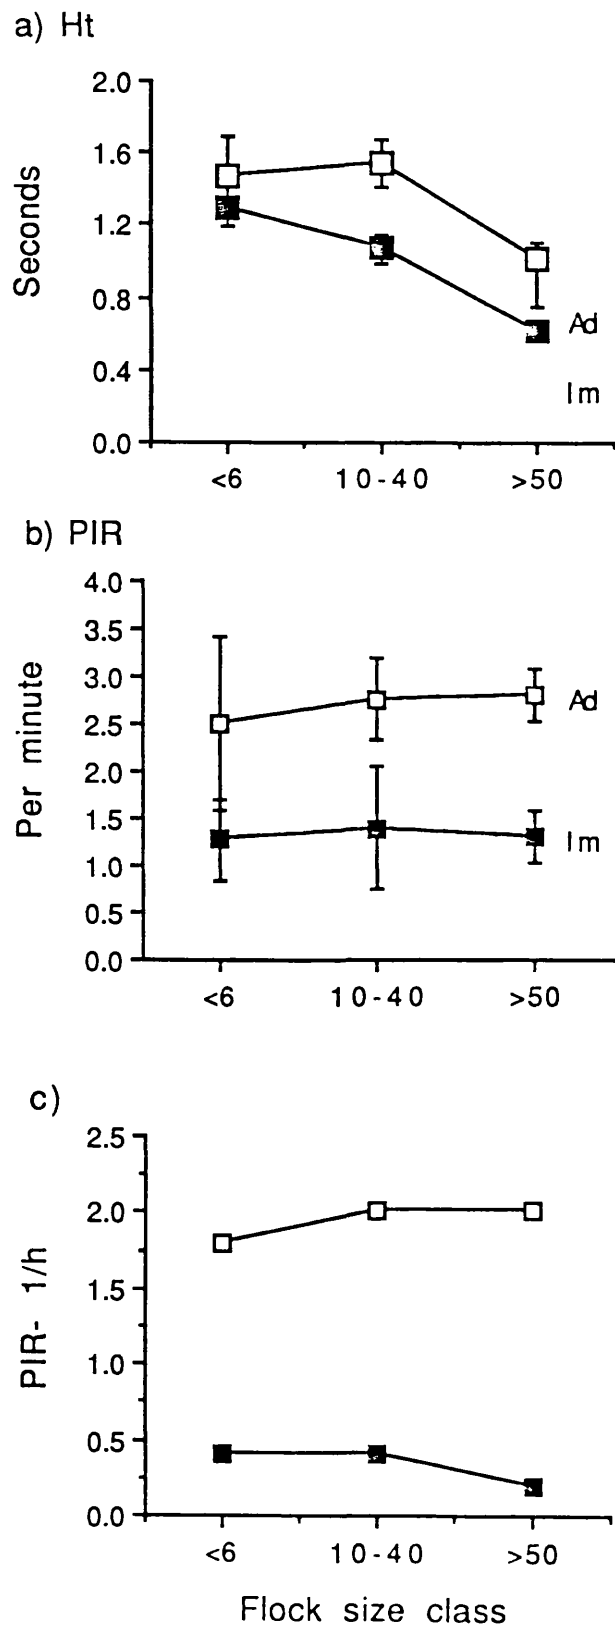 a) Ht
2.0
1.6
1.2
0.8
0.4
0.0
Seconds
Ad
Im
<6 10-40 >50
b) PIR
4.0
3.5
3.0
2.5
2.0
1.5
1.0
0.5
0.0
Per minute
Ad
Im
<6 10-40 >50
c)
2.5
2.0
1.5
1.0
0.5
0.0
PIR- 1/h
<6 10-40 >50
Flock size class